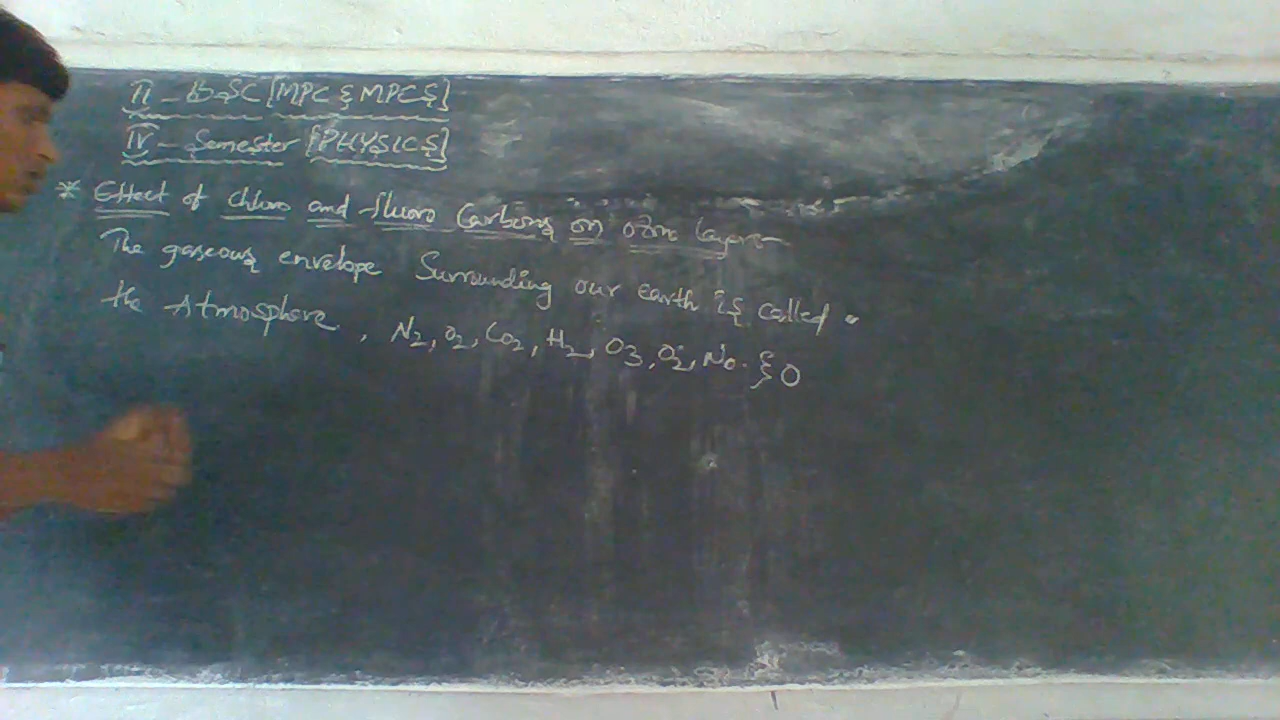 II - B.SC [MPC & MPCS]
IV - Semester [PHYSICS]
* Effect of chloro and fluoro Carbons on ozone layer
The gaseous envelope Surrounding our earth is called
the Atmosphere, N2, O2, CO2, H2, O3, O2, No. O